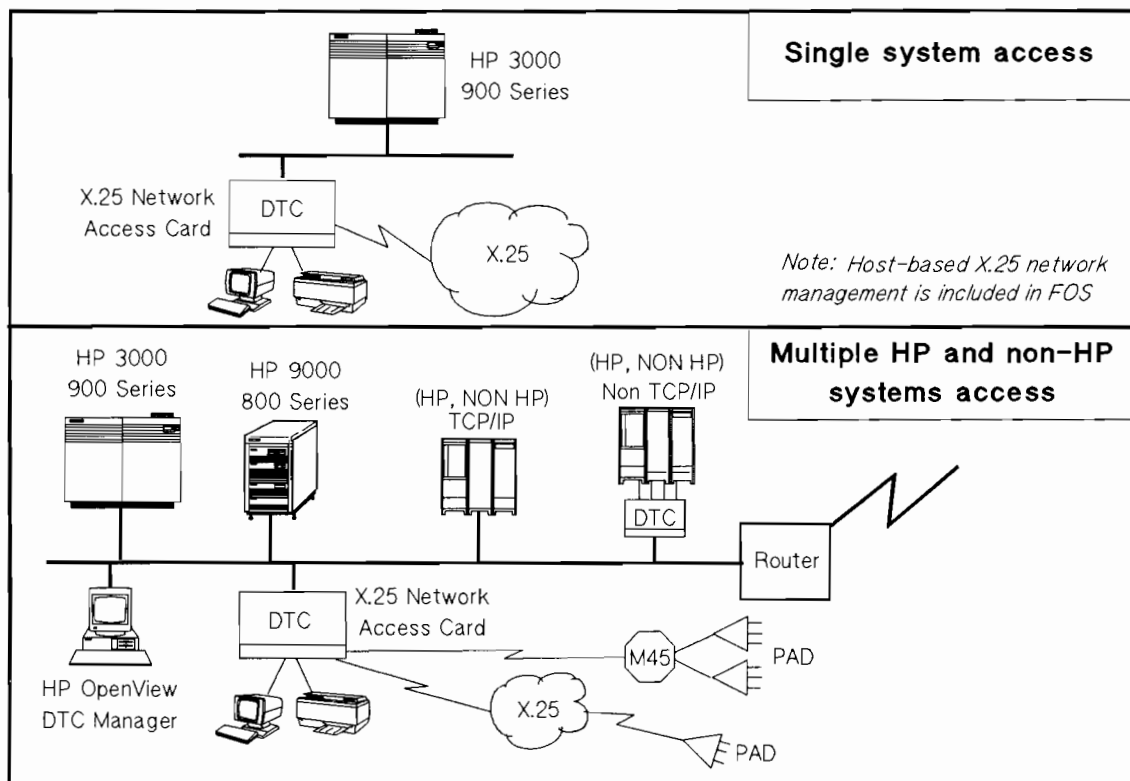 Single system access
HP 3000
900 Series
X.25 Network
Access Card
DTC
X.25
Note: Host-based X.25 network
management is included in FOS
Multiple HP and non-HP
systems access
HP 3000
900 Series
HP 9000
800 Series
(HP, NON HP)
TCP/IP
(HP, NON HP)
Non TCP/IP
DTC
Router
DTC
X.25 Network
Access Card
HP OpenView
DTC Manager
M45
PAD
X.25
PAD